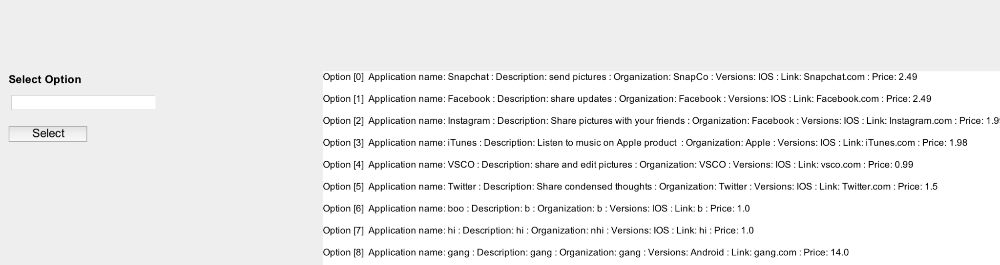 Select Option
Select
Option [0]  Application name: Snapchat : Description: send pictures : Organization: SnapCo : Versions: IOS : Link: Snapchat.com : Price: 2.49
Option [1]  Application name: Facebook : Description: share updates : Organization: Facebook : Versions: IOS : Link: Facebook.com : Price: 2.49
Option [2]  Application name: Instagram : Description: Share pictures with your friends : Organization: Facebook : Versions: IOS : Link: Instagram.com : Price: 1.9
Option [3]  Application name: iTunes : Description: Listen to music on Apple product  : Organization: Apple : Versions: IOS : Link: iTunes.com : Price: 1.98
Option [4]  Application name: VSCO : Description: share and edit pictures : Organization: VSCO : Versions: IOS : Link: vsco.com : Price: 0.99
Option [5]  Application name: Twitter : Description: Share condensed thoughts : Organization: Twitter : Versions: IOS : Link: Twitter.com : Price: 1.5
Option [6]  Application name: boo : Description: b : Organization: b : Versions: IOS : Link: b : Price: 1.0
Option [7]  Application name: hi : Description: hi : Organization: nhi : Versions: IOS : Link: hi : Price: 1.0
Option [8]  Application name: gang : Description: gang : Organization: gang : Versions: Android : Link: gang.com : Price: 14.0